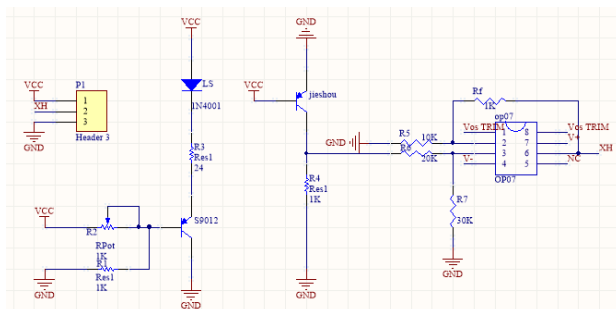 VCC
GND
VCC
P1
1
2
3
XH
GND
Header 3
LS
1N4001
R3
Res1
24
VCC
R2
RPot
1K
R1
Res1
1K
GND
S9012
GND
VCC
jieshou
R4
Res1
1K
GND
GND
R5
10K
R6
20K
R7
30K
GND
Rf
1K
op07
Vos TRIM
1
2
3
4
8
7
6
5
Vos TRIM
V+
XH
V-
NC
OP07